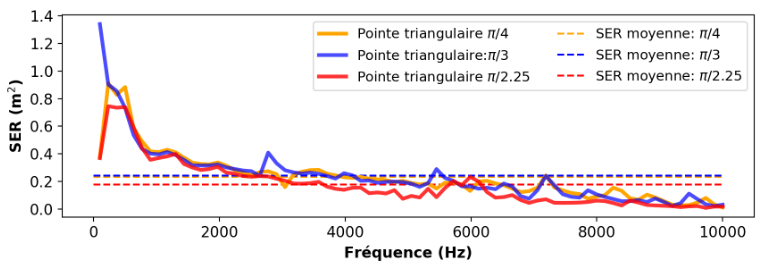 1.4
1.2
1.0
0.8
0.6
0.4
0.2
0.0
SER (m²)
Pointe triangulaire π/4
Pointe triangulaire:π/3
Pointe triangulaire π/2.25
SER moyenne: π/4
SER moyenne: π/3
SER moyenne: π/2.25
0 2000 4000 6000 8000 10000
Fréquence (Hz)